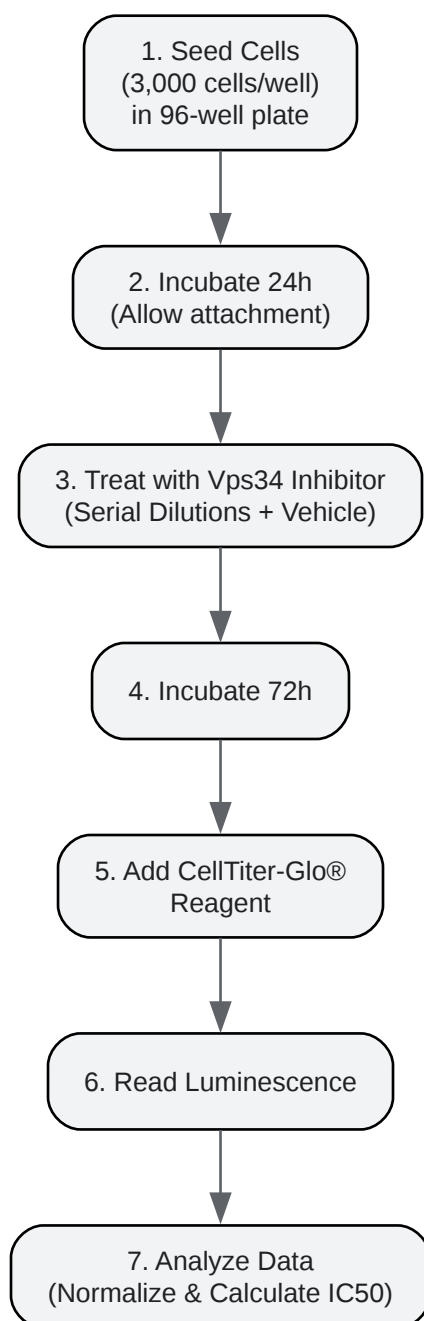 1. Seed Cells
(3,000 cells/well)
in 96-well plate
2. Incubate 24h
(Allow attachment)
3. Treat with Vps34 Inhibitor
(Serial Dilutions + Vehicle)
4. Incubate 72h
5. Add CellTiter-Glo®
Reagent
6. Read Luminescence
7. Analyze Data
(Normalize & Calculate IC50)